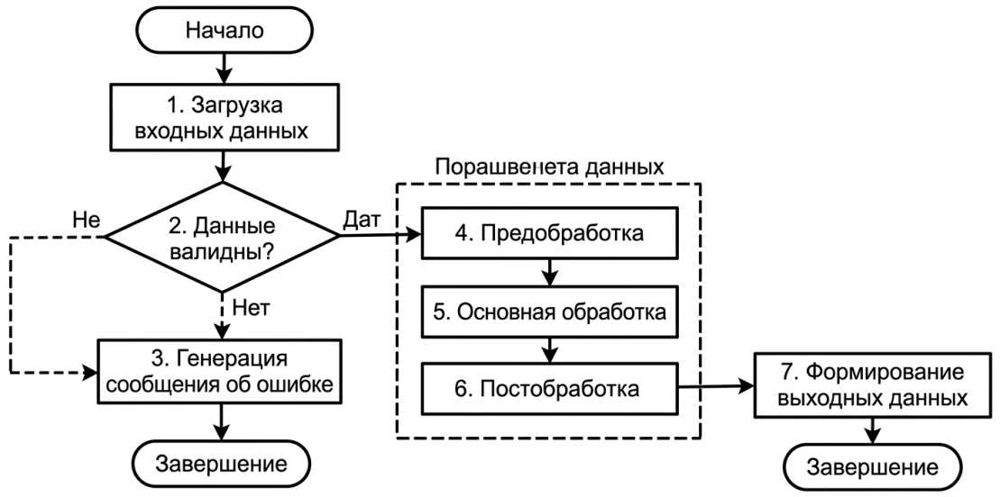 Начало
1. Загрузка
входных данных
2. Данные
валидны?
Не
Дат
Нет
3. Генерация
сообщения об ошибке
Завершение
Порашвенета данных
4. Предобработка
5. Основная обработка
6. Постобработка
7. Формирование
выходных данных
Завершение